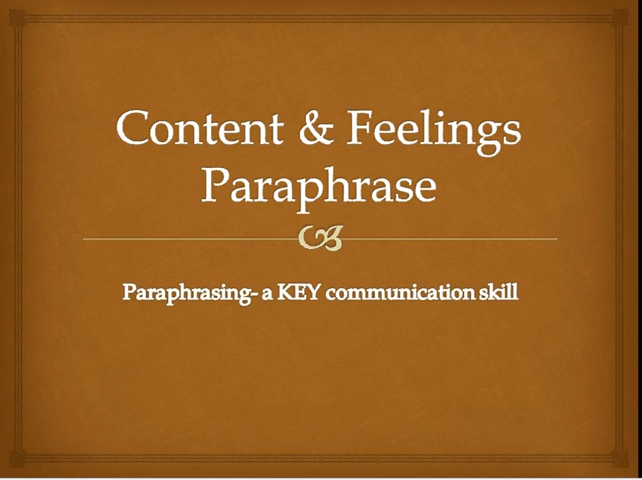 Content & Feelings
Paraphrase
Paraphrasing- a KEY communication skill